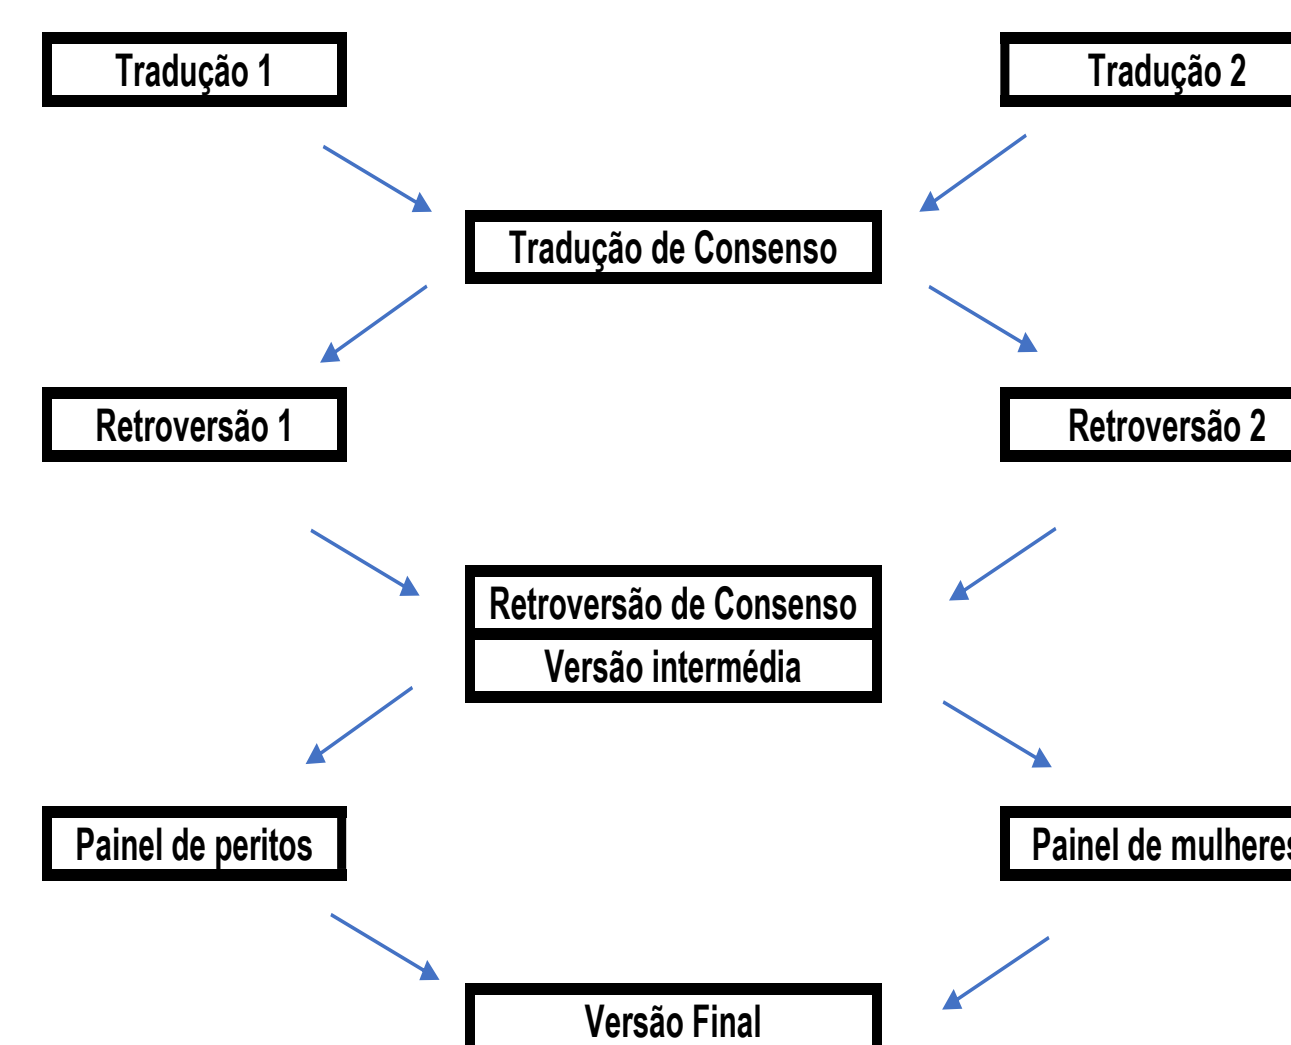 Tradução 1
Tradução 2
Tradução de Consenso
Retroversão 1
Retroversão 2
Retroversão de Consenso
Versão intermédia
Painel de peritos
Painel de mulheres
Versão Final